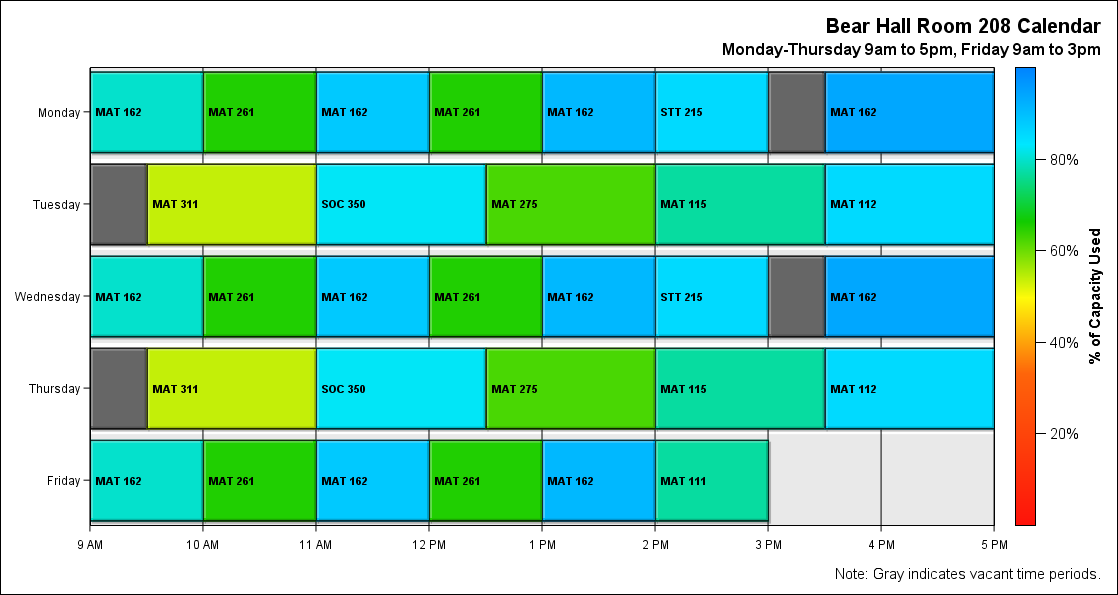 Bear Hall Room 208 Calendar
Monday-Thursday 9am to 5pm, Friday 9am to 3pm
Monday MAT 162 MAT 261 MAT 162 MAT 261 MAT 162 STT 215 MAT 162
Tuesday MAT 311 SOC 350 MAT 275 MAT 115 MAT 112
Wednesday MAT 162 MAT 261 MAT 162 MAT 261 MAT 162 STT 215 MAT 162
Thursday MAT 311 SOC 350 MAT 275 MAT 115 MAT 112
Friday MAT 162 MAT 261 MAT 162 MAT 261 MAT 162 MAT 111
9 AM 10 AM 11 AM 12 PM 1 PM 2 PM 3 PM 4 PM 5 PM
80%
60%
40%
20%
% of Capacity Used
Note: Gray indicates vacant time periods.